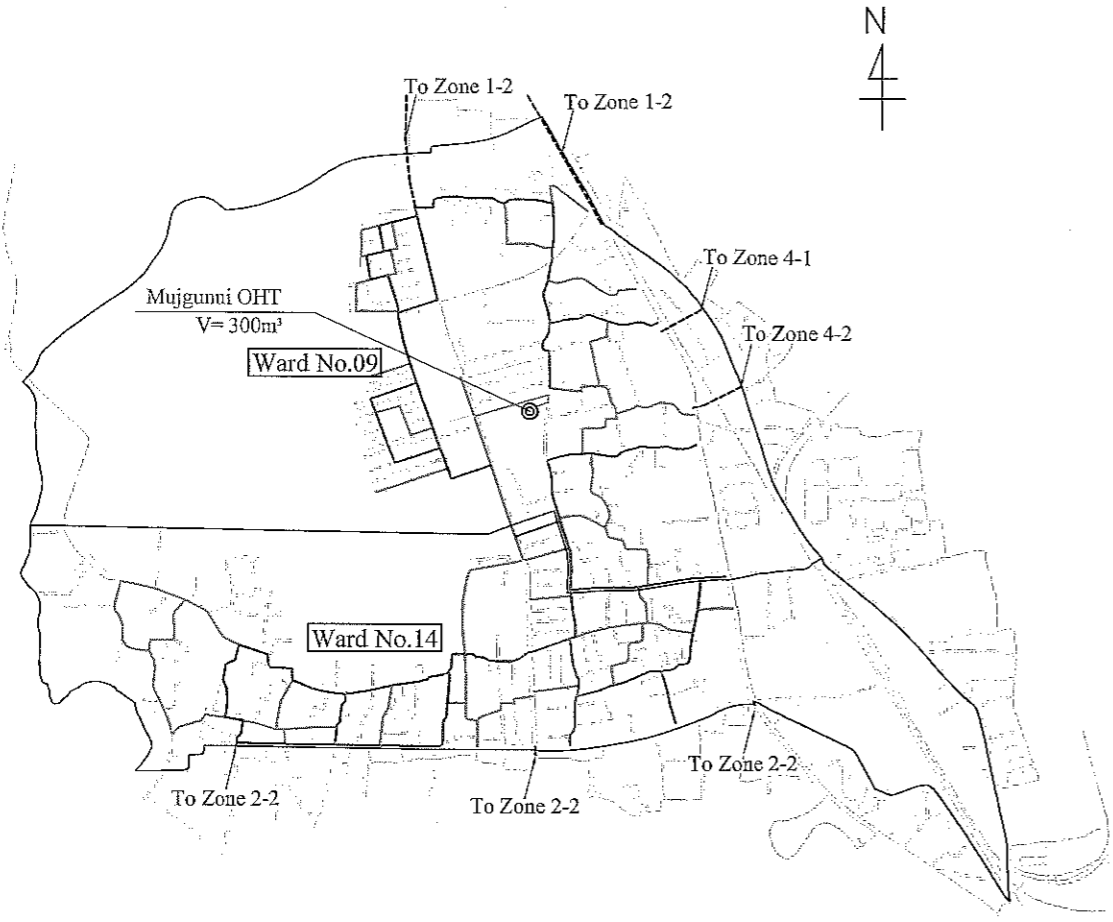 N
To Zone 1-2
To Zone 1-2
To Zone 4-1
Mujgunni OHT
V= 300m³
To Zone 4-2
Ward No.09
Ward No.14
To Zone 2-2
To Zone 2-2
To Zone 2-2